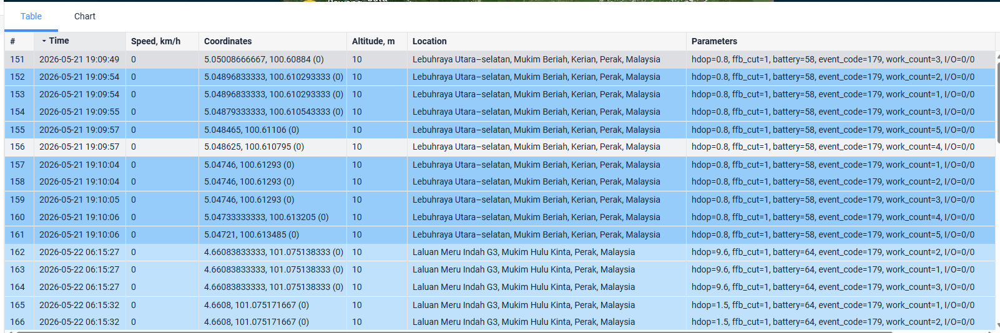 Table Chart
# Time Speed, km/h Coordinates Altitude, m Location Parameters
151 2026-05-21 19:09:49 0 5.05008666667, 100.60884 (0) 10 Lebuhraya Utara–selatan, Mukim Beriah, Kerian, Perak, Malaysia hdop=0.8, ffb_cut=1, battery=58, event_code=179, work_count=3, I/O=0/0
152 2026-05-21 19:09:54 0 5.04896833333, 100.610293333 (0) 10 Lebuhraya Utara–selatan, Mukim Beriah, Kerian, Perak, Malaysia hdop=0.8, ffb_cut=1, battery=58, event_code=179, work_count=2, I/O=0/0
153 2026-05-21 19:09:54 0 5.04896833333, 100.610293333 (0) 10 Lebuhraya Utara–selatan, Mukim Beriah, Kerian, Perak, Malaysia hdop=0.8, ffb_cut=1, battery=58, event_code=179, work_count=1, I/O=0/0
154 2026-05-21 19:09:55 0 5.04879333333, 100.610543333 (0) 10 Lebuhraya Utara–selatan, Mukim Beriah, Kerian, Perak, Malaysia hdop=0.8, ffb_cut=1, battery=58, event_code=179, work_count=3, I/O=0/0
155 2026-05-21 19:09:57 0 5.048465, 100.61106 (0) 10 Lebuhraya Utara–selatan, Mukim Beriah, Kerian, Perak, Malaysia hdop=0.8, ffb_cut=1, battery=58, event_code=179, work_count=5, I/O=0/0
156 2026-05-21 19:09:57 0 5.048625, 100.610795 (0) 10 Lebuhraya Utara–selatan, Mukim Beriah, Kerian, Perak, Malaysia hdop=0.8, ffb_cut=1, battery=58, event_code=179, work_count=4, I/O=0/0
157 2026-05-21 19:10:04 0 5.04746, 100.61293 (0) 10 Lebuhraya Utara–selatan, Mukim Beriah, Kerian, Perak, Malaysia hdop=0.8, ffb_cut=1, battery=58, event_code=179, work_count=1, I/O=0/0
158 2026-05-21 19:10:04 0 5.04746, 100.61293 (0) 10 Lebuhraya Utara–selatan, Mukim Beriah, Kerian, Perak, Malaysia hdop=0.8, ffb_cut=1, battery=58, event_code=179, work_count=2, I/O=0/0
159 2026-05-21 19:10:05 0 5.04746, 100.61293 (0) 10 Lebuhraya Utara–selatan, Mukim Beriah, Kerian, Perak, Malaysia hdop=0.8, ffb_cut=1, battery=58, event_code=179, work_count=3, I/O=0/0
160 2026-05-21 19:10:06 0 5.04733333333, 100.613205 (0) 10 Lebuhraya Utara–selatan, Mukim Beriah, Kerian, Perak, Malaysia hdop=0.8, ffb_cut=1, battery=58, event_code=179, work_count=4, I/O=0/0
161 2026-05-21 19:10:06 0 5.04721, 100.613485 (0) 10 Lebuhraya Utara–selatan, Mukim Beriah, Kerian, Perak, Malaysia hdop=0.8, ffb_cut=1, battery=58, event_code=179, work_count=5, I/O=0/0
162 2026-05-22 06:15:27 0 4.66083833333, 101.075138333 (0) 10 Laluan Meru Indah G3, Mukim Hulu Kinta, Perak, Malaysia hdop=9.6, ffb_cut=1, battery=64, event_code=179, work_count=2, I/O=0/0
163 2026-05-22 06:15:27 0 4.66083833333, 101.075138333 (0) 10 Laluan Meru Indah G3, Mukim Hulu Kinta, Perak, Malaysia hdop=9.6, ffb_cut=1, battery=64, event_code=179, work_count=1, I/O=0/0
164 2026-05-22 06:15:27 0 4.66083833333, 101.075138333 (0) 10 Laluan Meru Indah G3, Mukim Hulu Kinta, Perak, Malaysia hdop=9.6, ffb_cut=1, battery=64, event_code=179, work_count=3, I/O=0/0
165 2026-05-22 06:15:32 0 4.6608, 101.075171667 (0) 10 Laluan Meru Indah G3, Mukim Hulu Kinta, Perak, Malaysia hdop=1.5, ffb_cut=1, battery=64, event_code=179, work_count=1, I/O=0/0
166 2026-05-22 06:15:32 0 4.6608, 101.075171667 (0) 10 Laluan Meru Indah G3, Mukim Hulu Kinta, Perak, Malaysia hdop=1.5, ffb_cut=1, battery=64, event_code=179, work_count=2, I/O=0/0